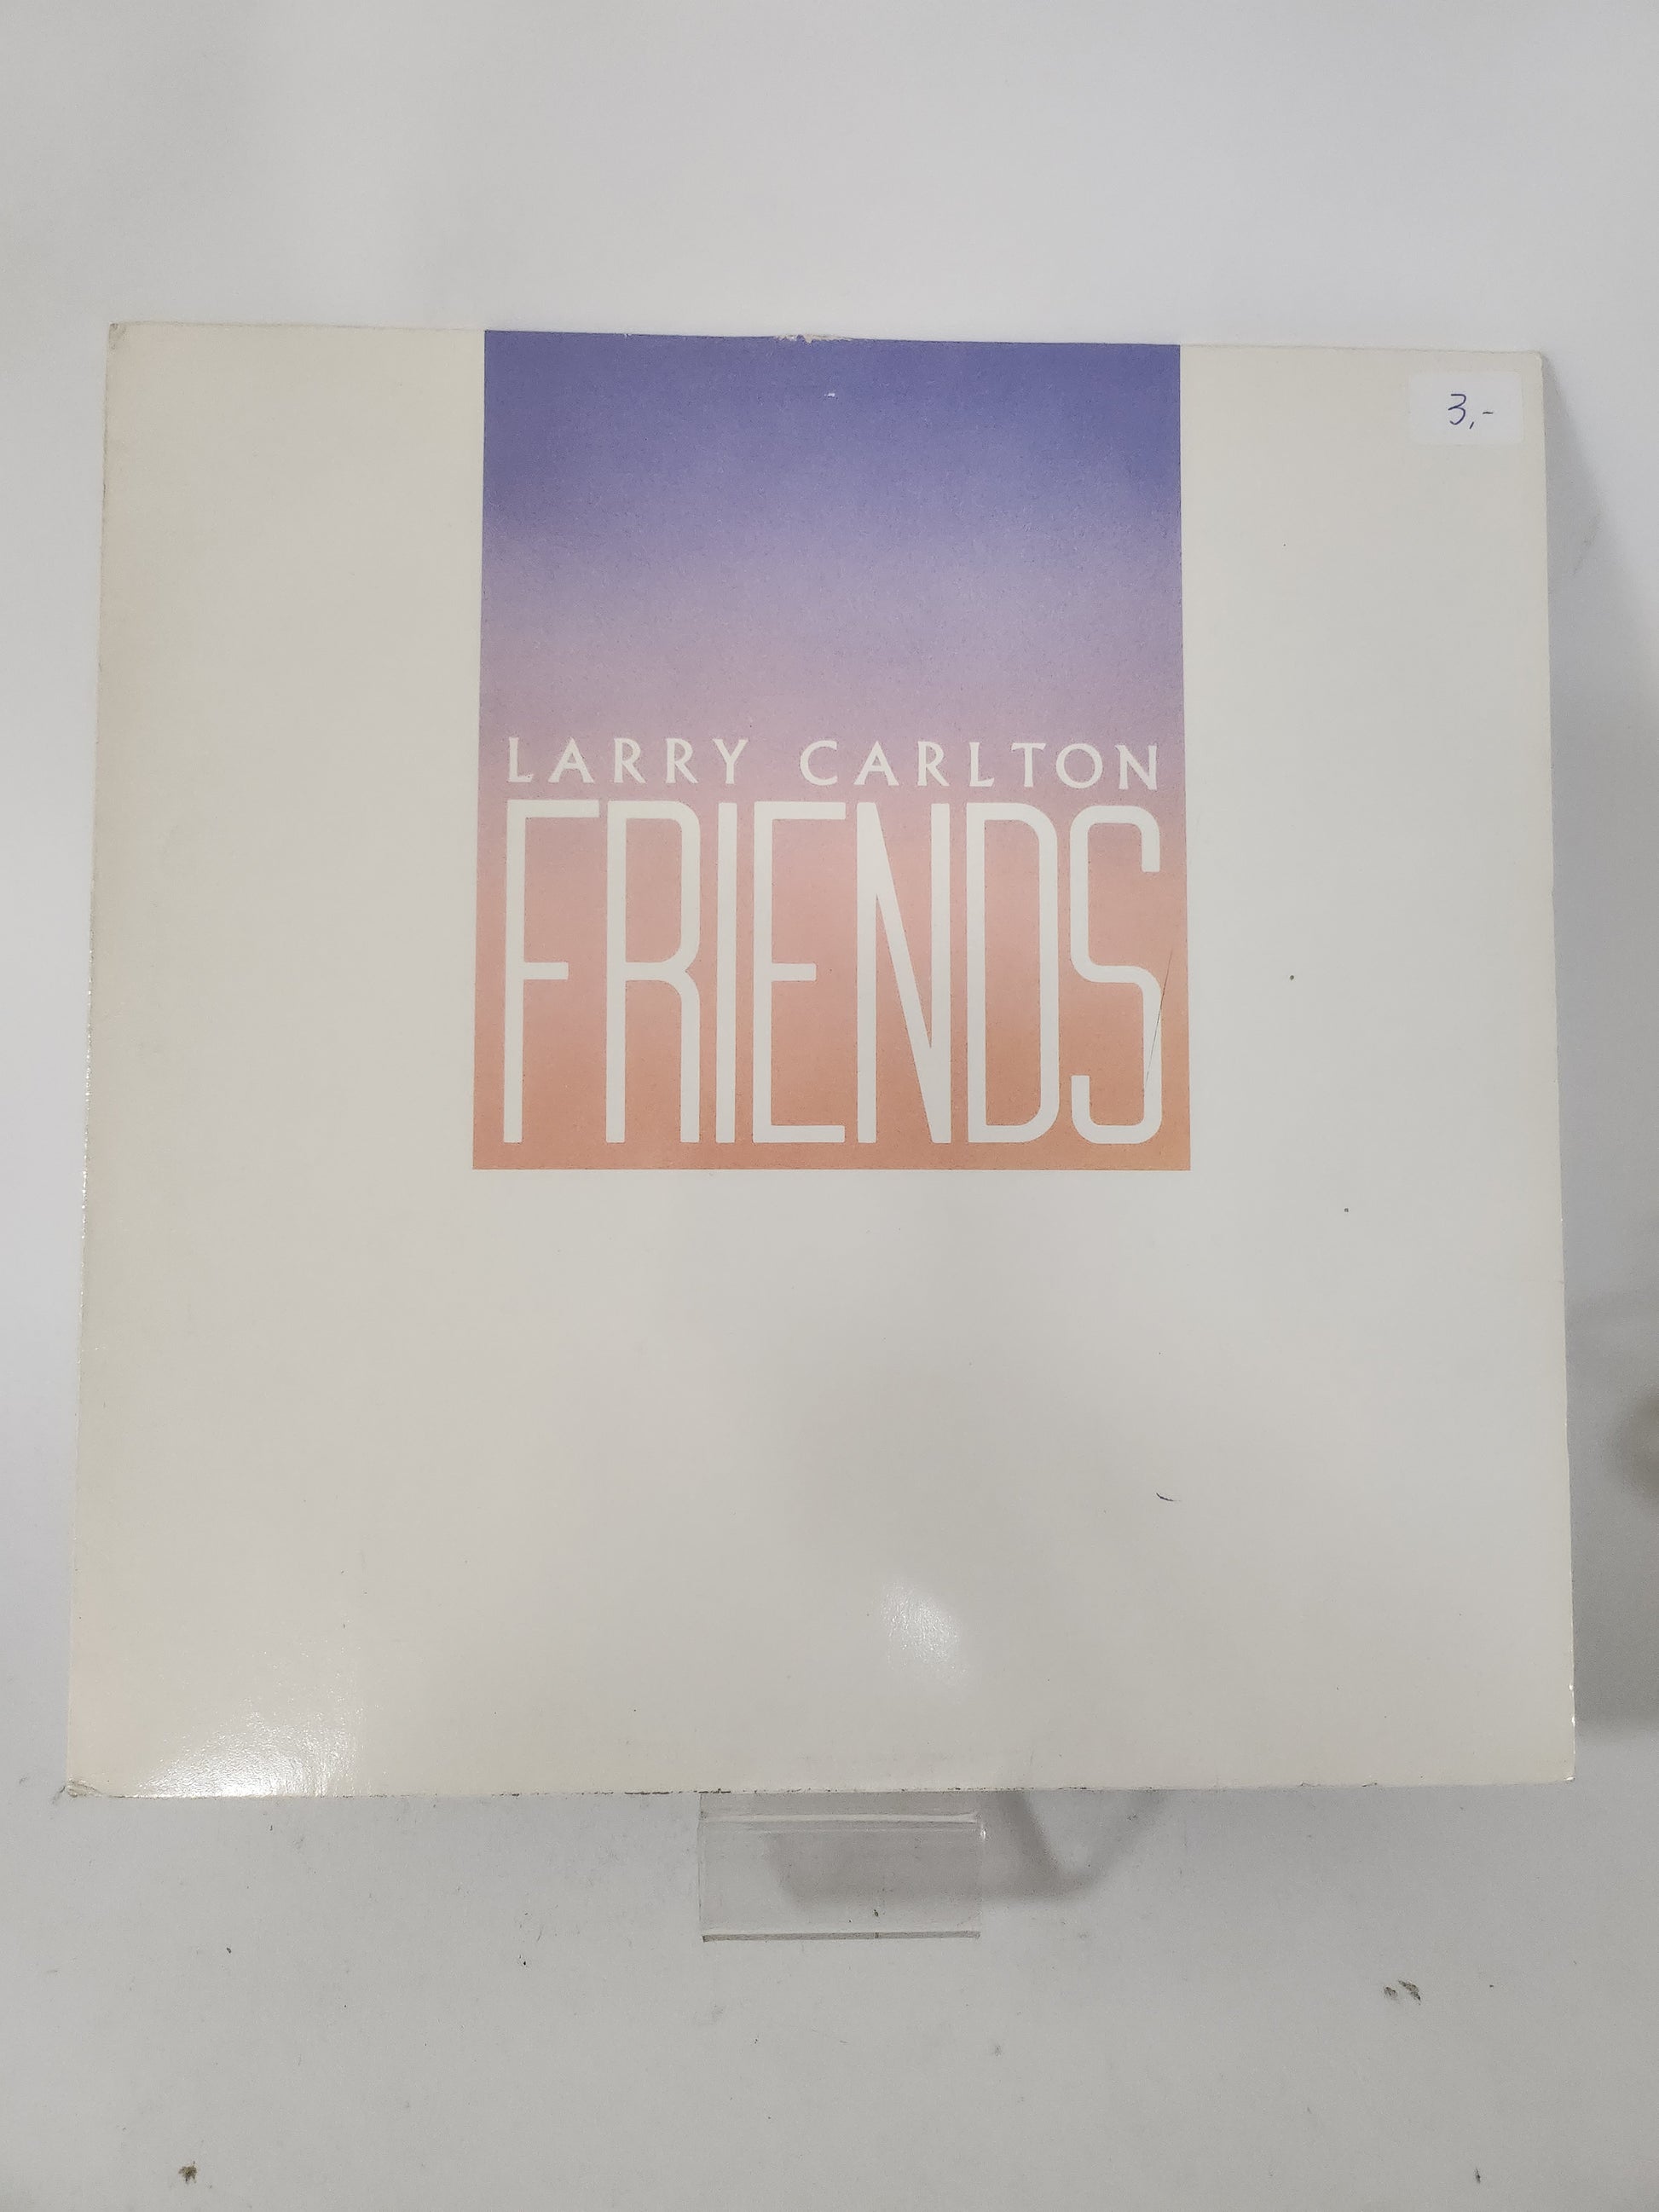 3,-
LARRY CARLTON
FRIENDS